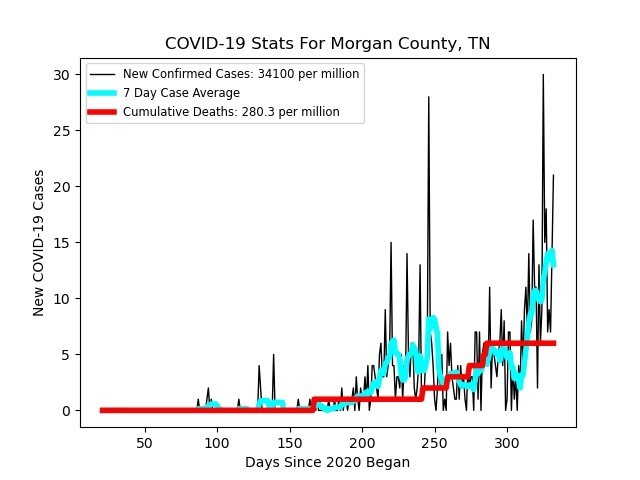 COVID-19 Stats For Morgan County, TN
New Confirmed Cases: 34100 per million
7 Day Case Average
Cumulative Deaths: 280.3 per million
New COVID-19 Cases
30
25
20
15
10
5
0
50 100 150 200 250 300
Days Since 2020 Began